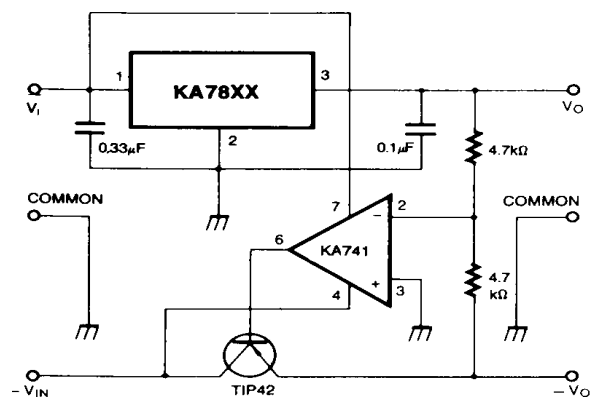 1
KA78XX
3
V_I
V_O
0.33μF
2
0.1μF
4.7kΩ
COMMON
7
2
COMMON
6
−
KA741
+
3
4
4.7
kΩ
− V_IN
TIP42
− V_O